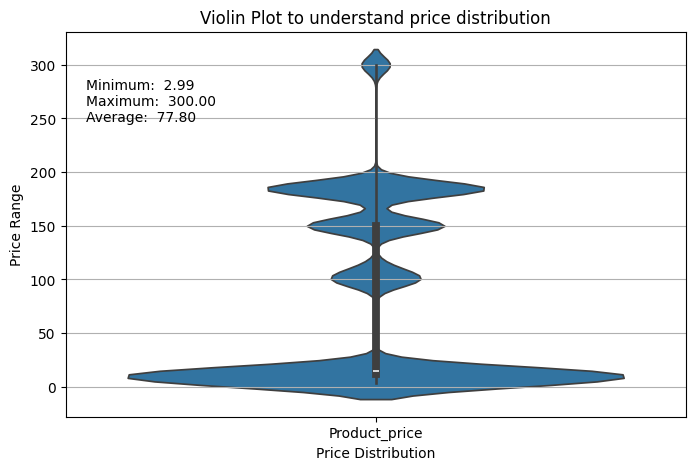 Violin Plot to understand price distribution
300
Minimum:  2.99
Maximum:  300.00
Average:  77.80
250
200
Price Range
150
100
50
0
Product_price
Price Distribution